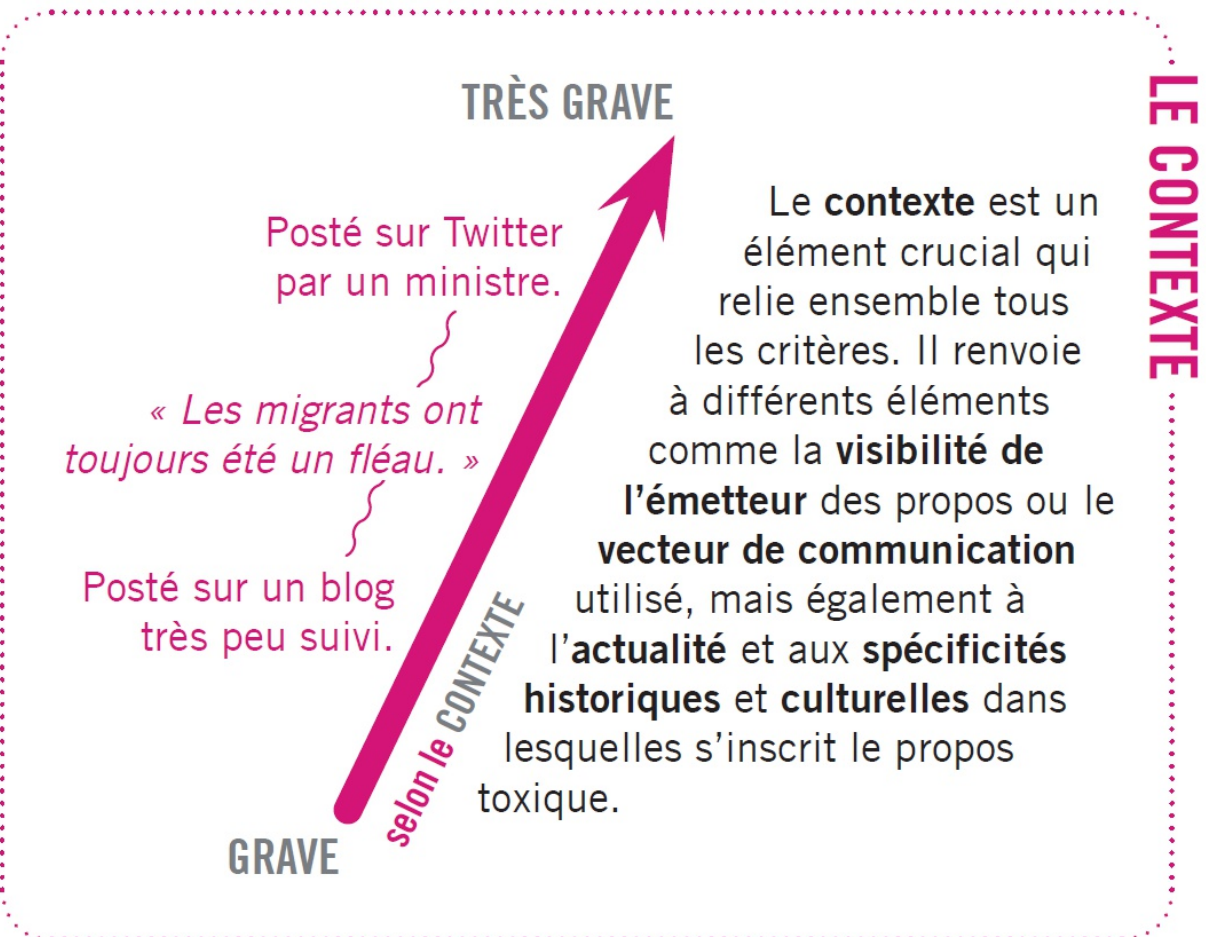 LE CONTEXTE
TRÈS GRAVE
Posté sur Twitter
par un ministre.
« Les migrants ont
toujours été un fléau. »
Posté sur un blog
très peu suivi.
GRAVE
selon le CONTEXTE
Le contexte est un
élément crucial qui
relie ensemble tous
les critères. Il renvoie
à différents éléments
comme la visibilité de
l’émetteur des propos ou le
vecteur de communication
utilisé, mais également à
l’actualité et aux spécificités
historiques et culturelles dans
lesquelles s’inscrit le propos
toxique.